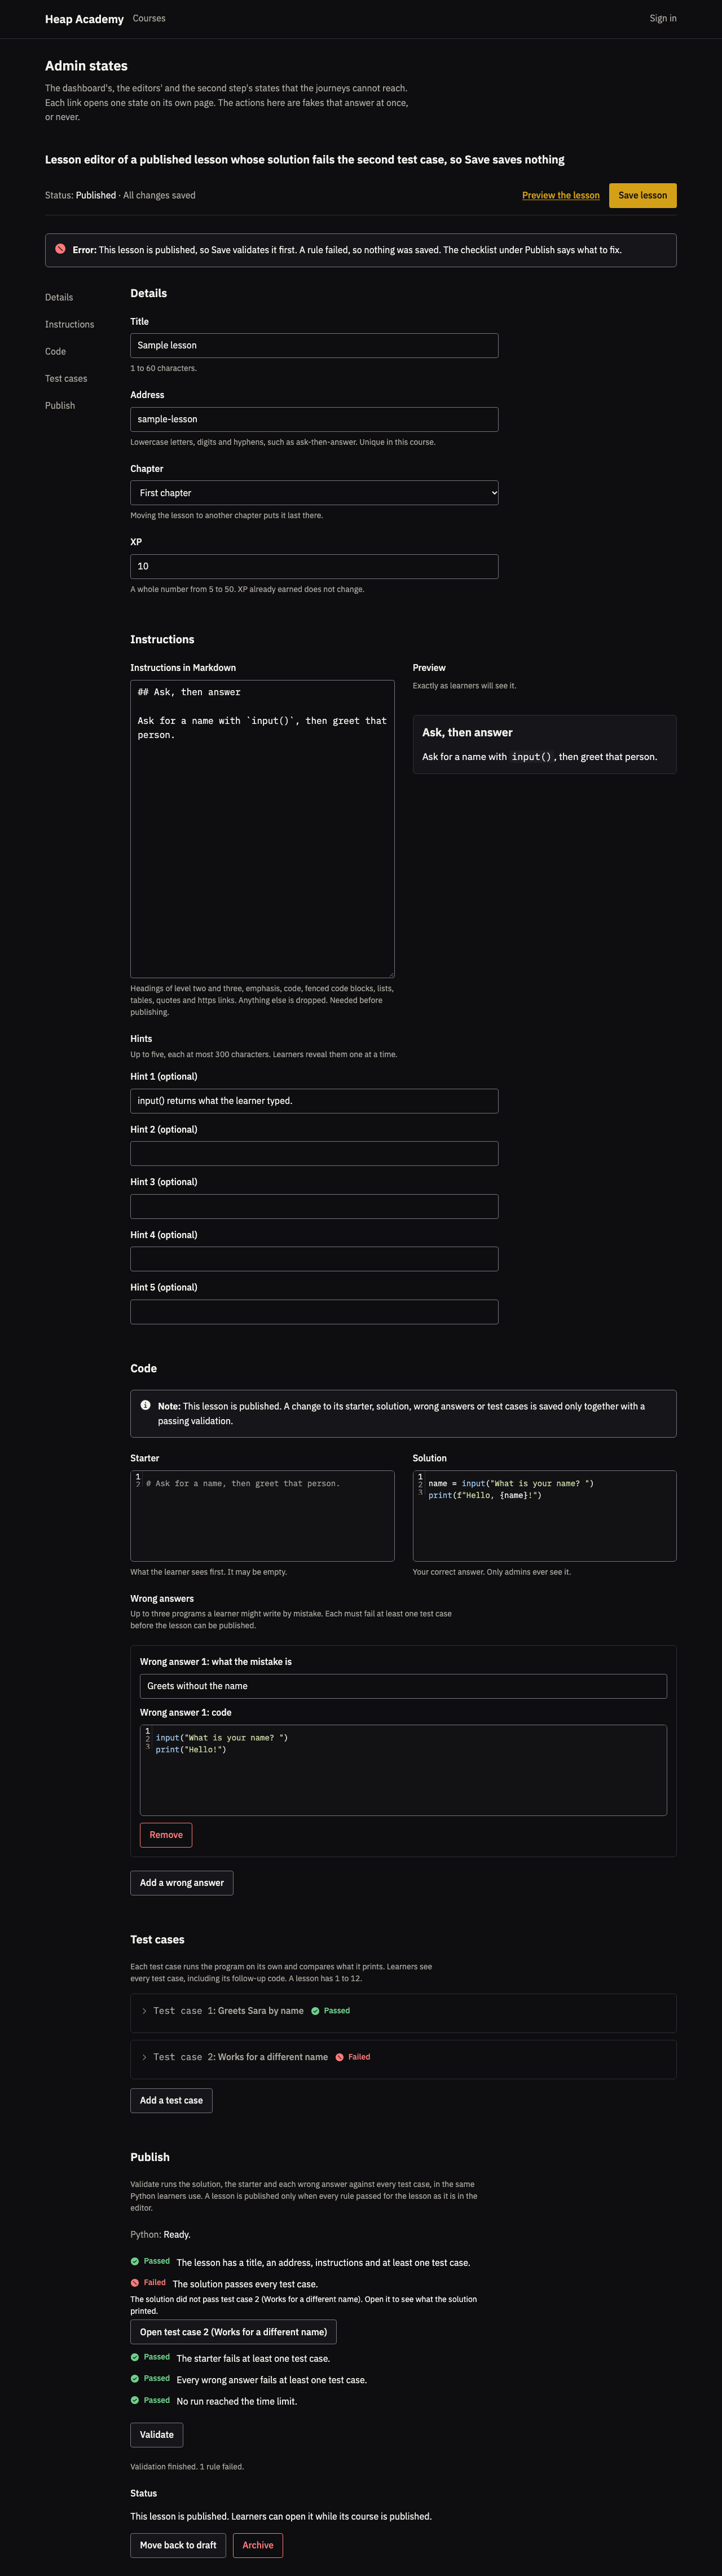 Heap Academy Courses Sign in
Admin states
The dashboard's, the editors' and the second step's states that the journeys cannot reach.
Each link opens one state on its own page. The actions here are fakes that answer at once,
or never.
Lesson editor of a published lesson whose solution fails the second test case, so Save saves nothing
Status: Published · All changes saved Preview the lesson Save lesson
Error: This lesson is published, so Save validates it first. A rule failed, so nothing was saved. The checklist under Publish says what to fix.
Details
Instructions
Code
Test cases
Publish
Details
Title
Sample lesson
1 to 60 characters.
Address
sample-lesson
Lowercase letters, digits and hyphens, such as ask-then-answer. Unique in this course.
Chapter
First chapter
Moving the lesson to another chapter puts it last there.
XP
10
A whole number from 5 to 50. XP already earned does not change.
Instructions
Instructions in Markdown
## Ask, then answer
Ask for a name with `input()`, then greet that
person.
Headings of level two and three, emphasis, code, fenced code blocks, lists,
tables, quotes and https links. Anything else is dropped. Needed before
publishing.
Preview
Exactly as learners will see it.
Ask, then answer
Ask for a name with input(), then greet that person.
Hints
Up to five, each at most 300 characters. Learners reveal them one at a time.
Hint 1 (optional)
input() returns what the learner typed.
Hint 2 (optional)
Hint 3 (optional)
Hint 4 (optional)
Hint 5 (optional)
Code
Note: This lesson is published. A change to its starter, solution, wrong answers or test cases is saved only together with a
passing validation.
Starter
1
2 # Ask for a name, then greet that person.
What the learner sees first. It may be empty.
Solution
1
2 name = input("What is your name? ")
3 print(f"Hello, {name}!")
Your correct answer. Only admins ever see it.
Wrong answers
Up to three programs a learner might write by mistake. Each must fail at least one test case
before the lesson can be published.
Wrong answer 1: what the mistake is
Greets without the name
Wrong answer 1: code
1
2 input("What is your name? ")
3 print("Hello!")
Remove
Add a wrong answer
Test cases
Each test case runs the program on its own and compares what it prints. Learners see
every test case, including its follow-up code. A lesson has 1 to 12.
Test case 1: Greets Sara by name Passed
Test case 2: Works for a different name Failed
Add a test case
Publish
Validate runs the solution, the starter and each wrong answer against every test case, in the same
Python learners use. A lesson is published only when every rule passed for the lesson as it is in the
editor.
Python: Ready.
Passed The lesson has a title, an address, instructions and at least one test case.
Failed The solution passes every test case.
The solution did not pass test case 2 (Works for a different name). Open it to see what the solution
printed.
Open test case 2 (Works for a different name)
Passed The starter fails at least one test case.
Passed Every wrong answer fails at least one test case.
Passed No run reached the time limit.
Validate
Validation finished. 1 rule failed.
Status
This lesson is published. Learners can open it while its course is published.
Move back to draft Archive